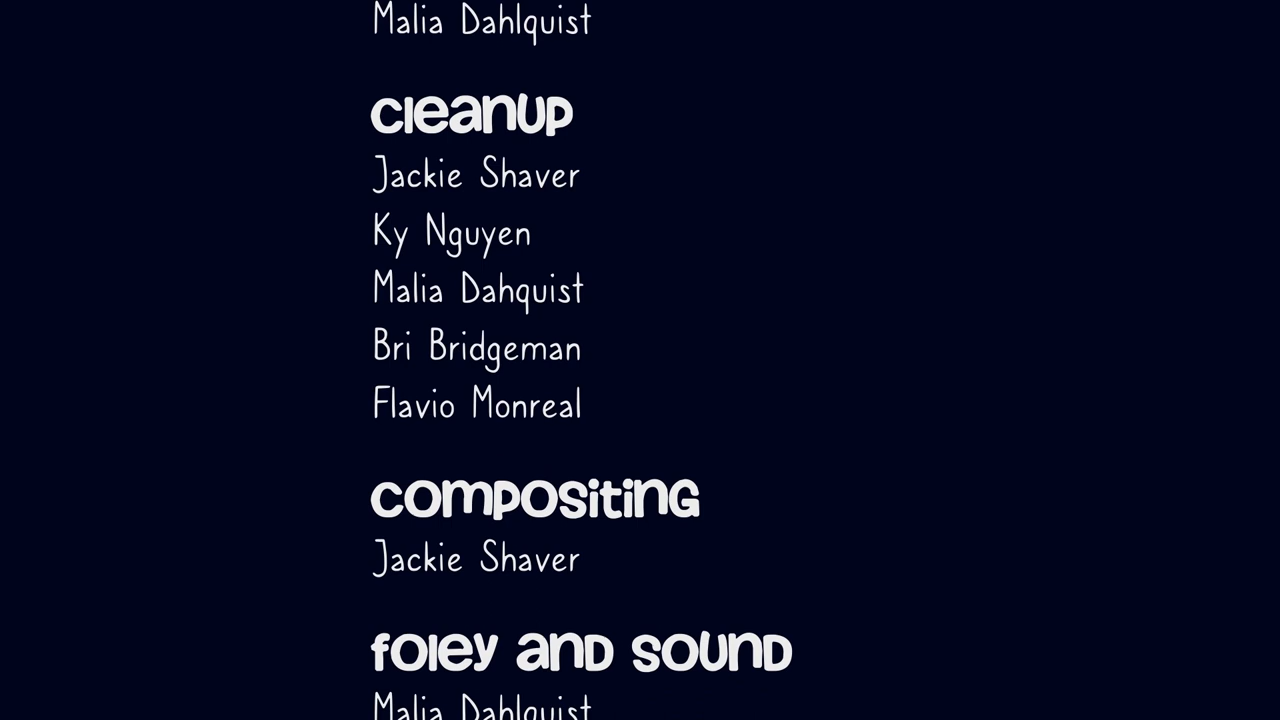 Malia Dahlquist
cleanup
Jackie Shaver
Ky Nguyen
Malia Dahquist
Bri Bridgeman
Flavio Monreal
compositing
Jackie Shaver
foley and sound
Malia Dahlquist